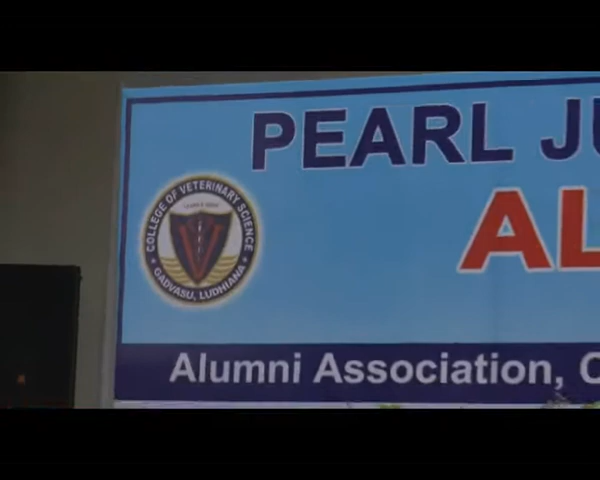 PEARL JU
AL
COLLEGE OF VETERINARY SCIENCE
GADVASU, LUDHIANA
Alumni Association, C